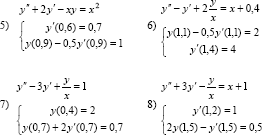 5) { y″+2y′−xy=x²
y′(0,6)=0,7
y(0,9)−0,5y′(0,9)=1
6) { y″−y′+2y/x=x+0,4
y(1,1)−0,5y′(1,1)=2
y′(1,4)=4
7) { y″−3y′+y/x=1
y(0,4)=2
y(0,7)+2y′(0,7)=0,7
8) { y″+3y′−y/x=x+1
y′(1,2)=1
2y(1,5)−y′(1,5)=0,5